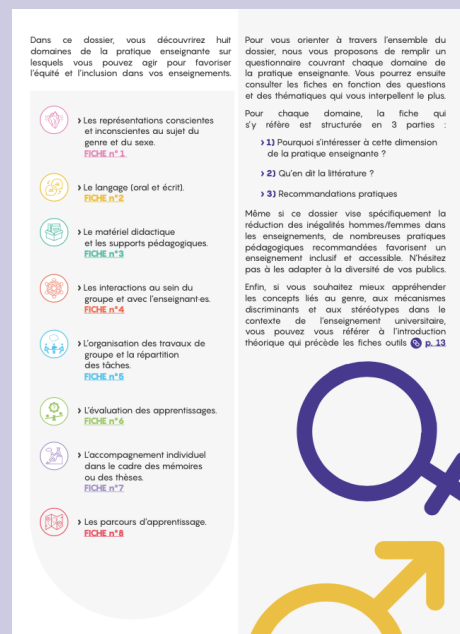 Dans ce dossier, vous découvrirez huit
domaines de la pratique enseignante sur
lesquels vous pouvez agir pour favoriser
l'équité et l'inclusion dans vos enseignements.
› Les représentations conscientes
et inconscientes au sujet du
genre et du sexe.
FICHE n° 1
› Le langage (oral et écrit).
FICHE n°2
› Le matériel didactique
et les supports pédagogiques.
FICHE n°3
› Les interactions au sein du
groupe et avec l'enseignant·es.
FICHE n°4
› L'organisation des travaux de
groupe et la répartition
des tâches.
FICHE n°5
› L'évaluation des apprentissages.
FICHE n°6
› L'accompagnement individuel
dans le cadre des mémoires
ou des thèses.
FICHE n°7
› Les parcours d'apprentissage.
FICHE n°8
Pour vous orienter à travers l'ensemble du
dossier, nous vous proposons de remplir un
questionnaire couvrant chaque domaine de
la pratique enseignante. Vous pourrez ensuite
consulter les fiches en fonction des questions
et des thématiques qui vous interpellent le plus.
Pour chaque domaine, la fiche qui
s'y réfère est structurée en 3 parties :
› 1) Pourquoi s'intéresser à cette dimension
de la pratique enseignante ?
› 2) Qu'en dit la littérature ?
› 3) Recommandations pratiques
Même si ce dossier vise spécifiquement la
réduction des inégalités hommes/femmes dans
les enseignements, de nombreuses pratiques
pédagogiques recommandées favorisent un
enseignement inclusif et accessible. N'hésitez
pas à les adapter à la diversité de vos publics.
Enfin, si vous souhaitez mieux appréhender
les concepts liés au genre, aux mécanismes
discriminants et aux stéréotypes dans le
contexte de l'enseignement universitaire,
vous pouvez vous référer à l'introduction
théorique qui précède les fiches outils p. 13